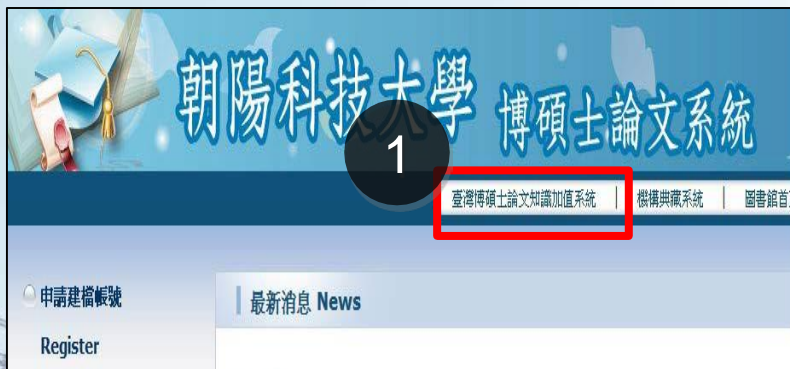 朝陽科技大學 博碩士論文系統
1
臺灣博碩士論文知識加值系統 | 機構典藏系統 | 圖書館首
申請建檔帳號
最新消息 News
Register